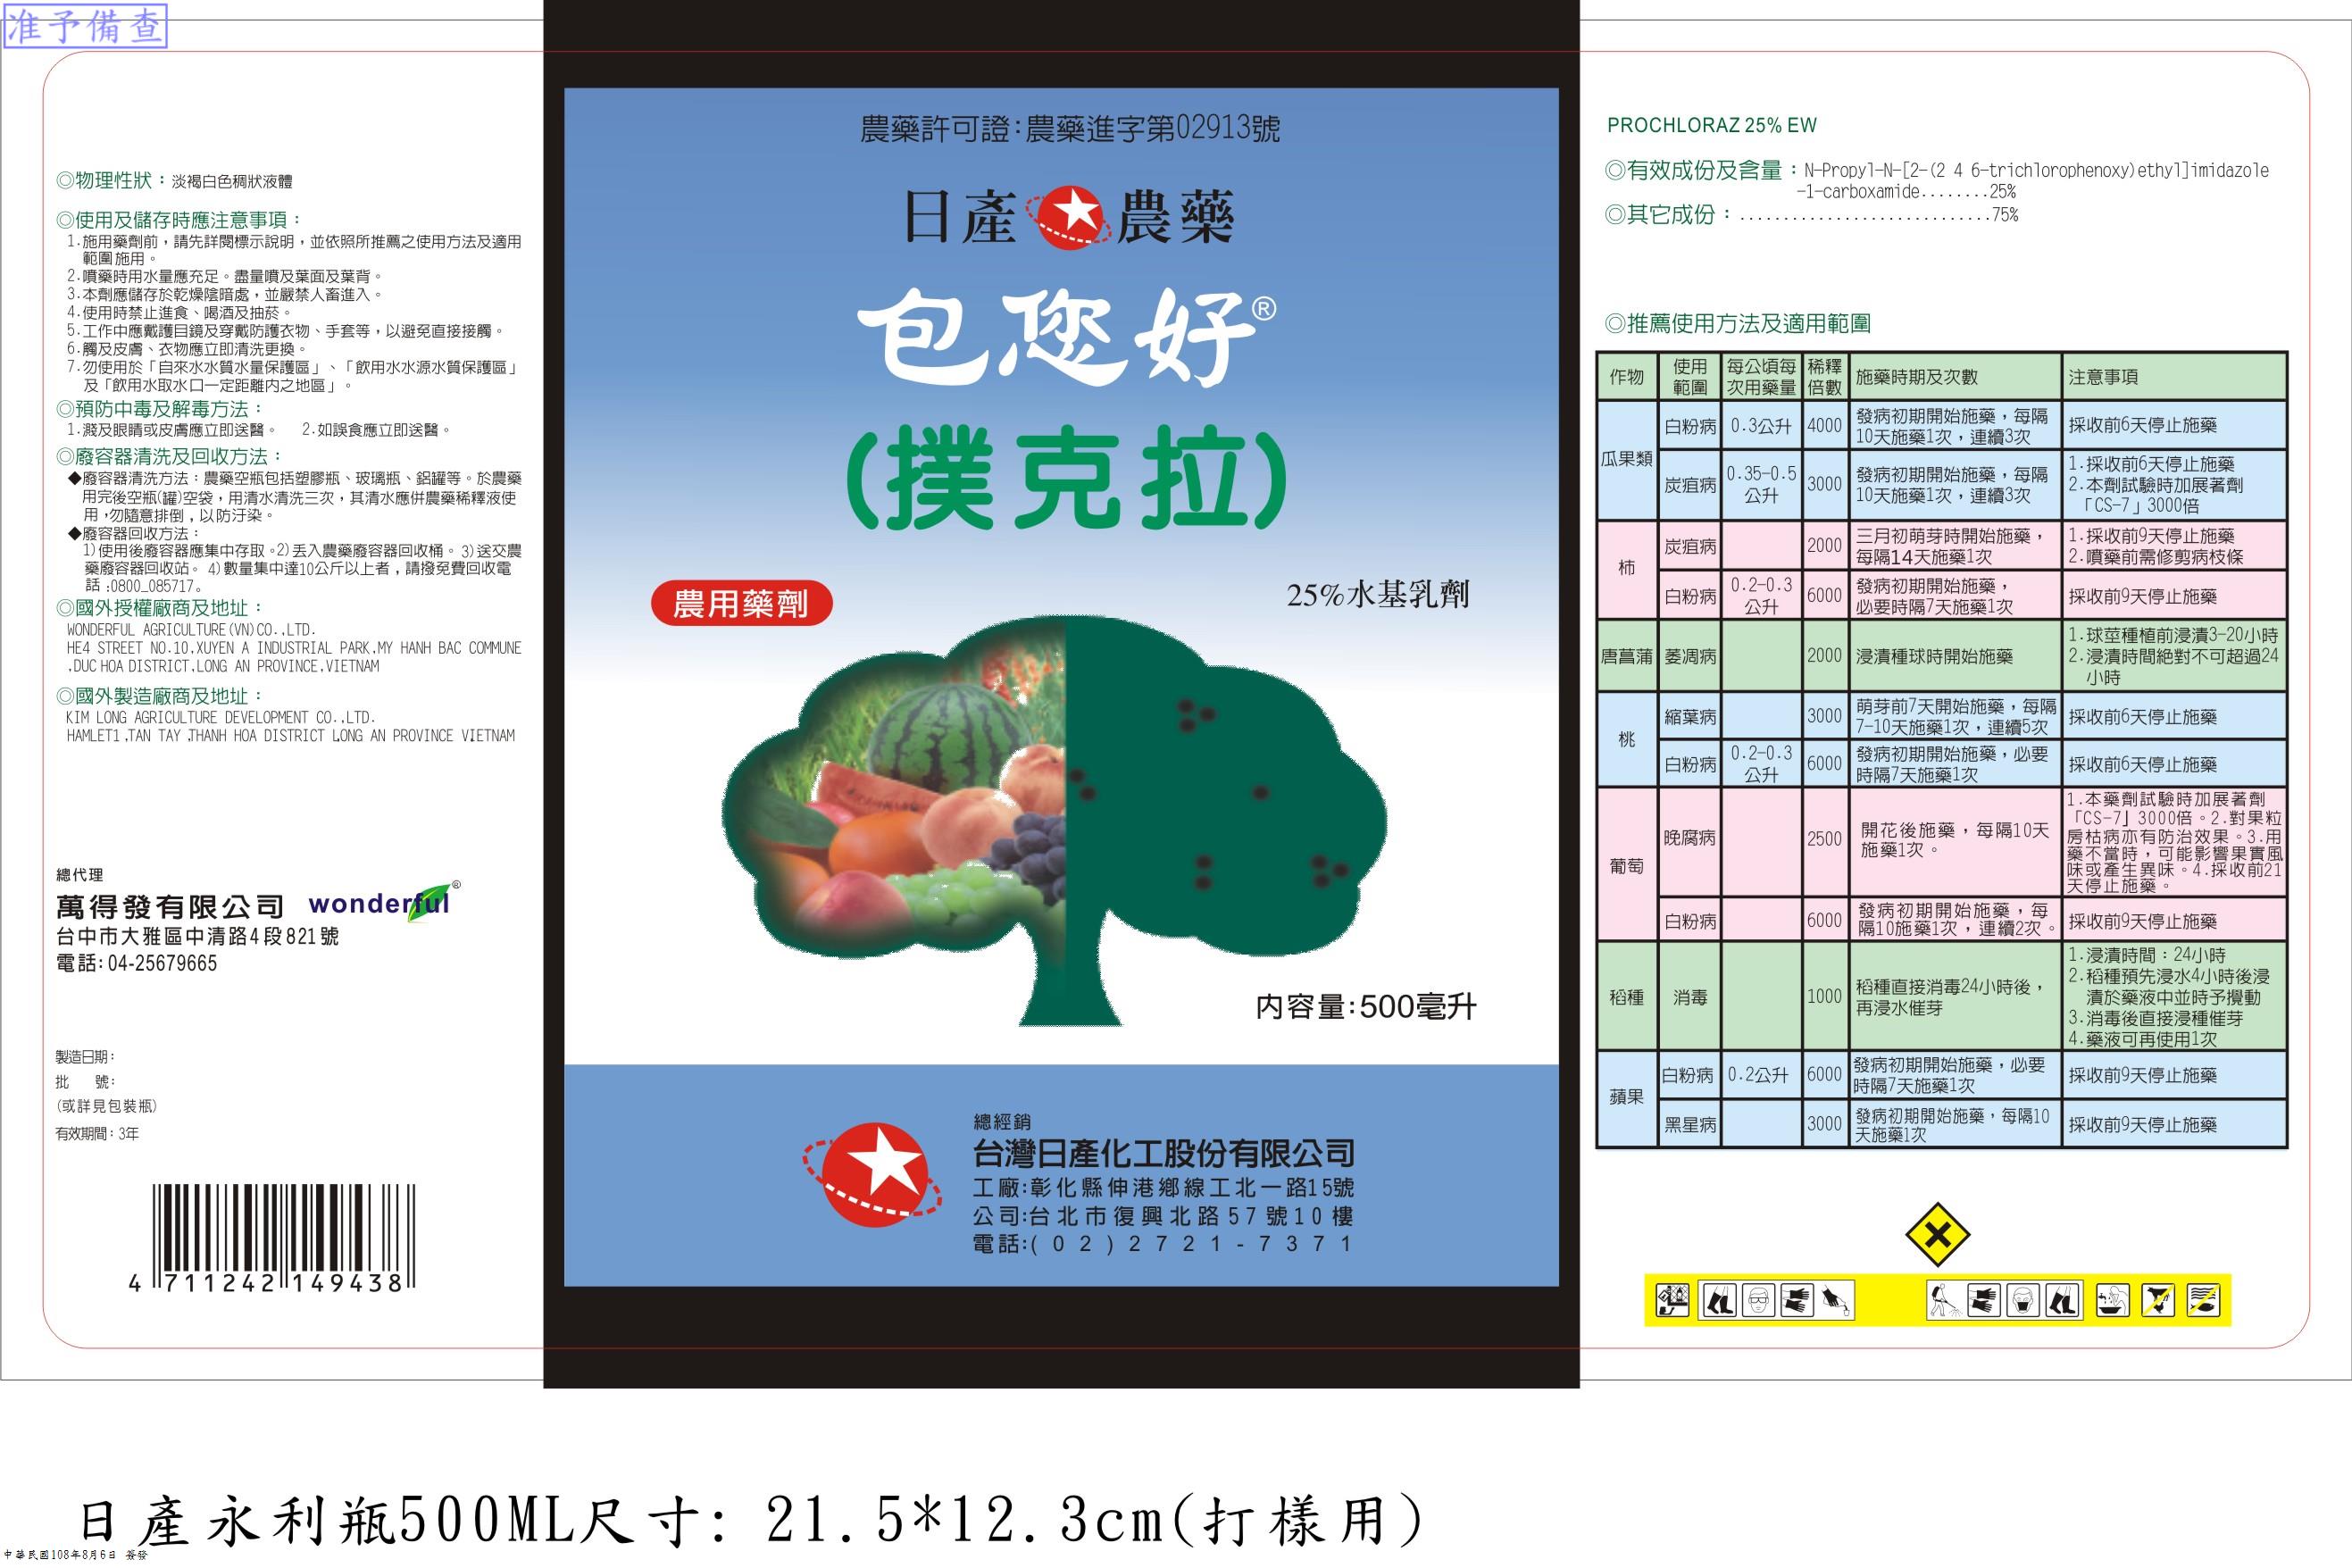 准予備查
◎物理性狀：淡褐白色稠狀液體
◎使用及儲存時應注意事項：
1.施用藥劑前，請先詳閱標示說明，並依照所推薦之使用方法及適用
範圍施用。
2.噴藥時用水量應充足。盡量噴及葉面及葉背。
3.本劑應儲存於乾燥陰暗處，並嚴禁人畜進入。
4.使用時禁止進食、喝酒及抽菸。
5.工作中應戴護目鏡及穿戴防護衣物、手套等，以避免直接接觸。
6.觸及皮膚、衣物應立即清洗更換。
7.勿使用於「自來水水質水量保護區」、「飲用水水源水質保護區」
及「飲用水取水口一定距離內之地區」。
◎預防中毒及解毒方法：
1.濺及眼睛或皮膚應立即送醫。 2.如誤食應立即送醫。
◎廢容器清洗及回收方法：
◆廢容器清洗方法：農藥空瓶包括塑膠瓶、玻璃瓶、鋁罐等。於農藥
用完後空瓶(罐)空袋，用清水清洗三次，其清水應併農藥稀釋液使
用，勿隨意排倒，以防汙染。
◆廢容器回收方法：
1)使用後廢容器應集中存取。2)丟入農藥廢容器回收桶。3)送交農
藥廢容器回收站。 4)數量集中達10公斤以上者，請撥免費回收電
話:0800_085717。
◎國外授權廠商及地址：
WONDERFUL AGRICULTURE(VN)CO.,LTD.
HE4 STREET NO.10,XUYEN A INDUSTRIAL PARK,MY HANH BAC COMMUNE
,DUC HOA DISTRICT,LONG AN PROVINCE,VIETNAM
◎國外製造廠商及地址：
KIM LONG AGRICULTURE DEVELOPMENT CO.,LTD.
HAMLET1,TAN TAY,THANH HOA DISTRICT LONG AN PROVINCE VIETNAM
總代理
萬得發有限公司 wonderful®
台中市大雅區中清路4段821號
電話:04-25679665
製造日期：
批 號：
(或詳見包裝瓶)
有效期間：3年
4 711242 149438
農藥許可證：農藥進字第02913號
日產 農藥
包您好®
(撲克拉)
農用藥劑
25%水基乳劑
內容量:500毫升
總經銷
台灣日產化工股份有限公司
工廠:彰化縣伸港鄉線工北一路15號
公司:台北市復興北路57號10樓
電話:(02)2721-7371
PROCHLORAZ 25% EW
◎有效成份及含量：N-Propyl-N-[2-(2 4 6-trichlorophenoxy)ethyl]imidazole
-1-carboxamide........25%
◎其它成份：.............................75%
◎推薦使用方法及適用範圍
作物 使用範圍 每公頃每次用藥量 稀釋倍數 施藥時期及次數 注意事項
瓜果類 白粉病 0.3公升 4000 發病初期開始施藥，每隔10天施藥1次，連續3次 採收前6天停止施藥
炭疽病 0.35-0.5公升 3000 發病初期開始施藥，每隔10天施藥1次，連續3次 1.採收前6天停止施藥 2.本劑試驗時加展著劑「CS-7」3000倍
柿 炭疽病 2000 三月初萌芽時開始施藥，每隔14天施藥1次 1.採收前9天停止施藥 2.噴藥前需修剪病枝條
白粉病 0.2-0.3公升 6000 發病初期開始施藥，必要時隔7天施藥1次 採收前9天停止施藥
唐菖蒲 萎凋病 2000 浸漬種球時開始施藥 1.球莖種植前浸漬3-20小時 2.浸漬時間絕對不可超過24小時
桃 縮葉病 3000 萌芽前7天開始施藥，每隔7-10天施藥1次，連續5次 採收前6天停止施藥
白粉病 0.2-0.3公升 6000 發病初期開始施藥，必要時隔7天施藥1次 採收前6天停止施藥
葡萄 晚腐病 2500 開花後施藥，每隔10天施藥1次。 1.本藥劑試驗時加展著劑「CS-7」3000倍。2.對果粒房枯病亦有防治效果。3.用藥不當時，可能影響果實風味或產生異味。4.採收前21天停止施藥。
白粉病 6000 發病初期開始施藥，每隔10施藥1次，連續2次。 採收前9天停止施藥
稻種 消毒 1000 稻種直接消毒24小時後，再浸水催芽 1.浸漬時間：24小時 2.稻種預先浸水4小時後浸漬於藥液中並時予攪動 3.消毒後直接浸種催芽 4.藥液可再使用1次
蘋果 白粉病 0.2公升 6000 發病初期開始施藥，必要時隔7天施藥1次 採收前9天停止施藥
黑星病 3000 發病初期開始施藥，每隔10天施藥1次 採收前9天停止施藥
日產永利瓶500ML尺寸: 21.5*12.3cm(打樣用)
中華民國108年8月6日 簽發